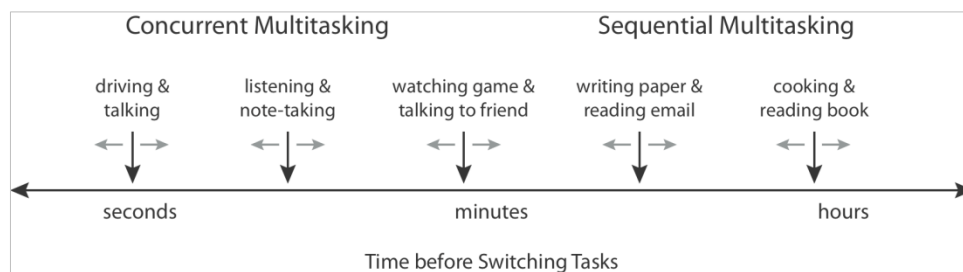 Concurrent Multitasking
Sequential Multitasking
driving &
talking
listening &
note-taking
watching game &
talking to friend
writing paper &
reading email
cooking &
reading book
seconds
minutes
hours
Time before Switching Tasks